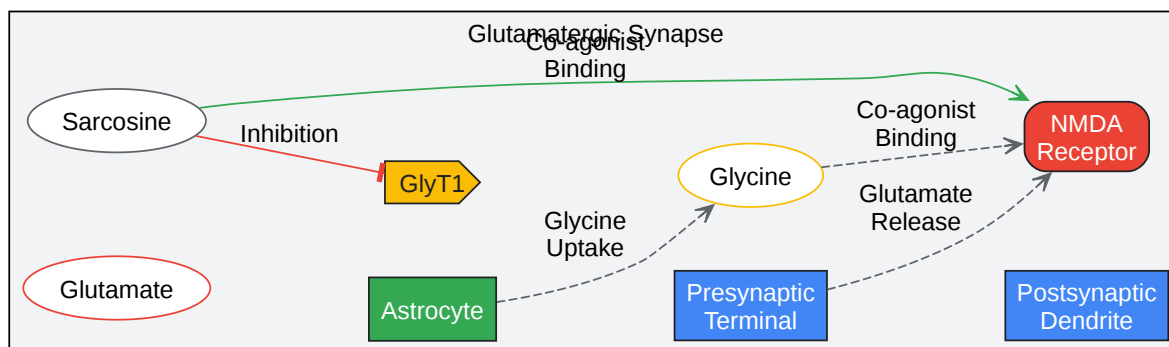 Glutamatergic Synapse
Co-agonist
Binding
Sarcosine
Inhibition
GlyT1
Co-agonist
Binding
NMDA
Receptor
Glycine
Glycine
Uptake
Glutamate
Release
Glutamate
Astrocyte
Presynaptic
Terminal
Postsynaptic
Dendrite